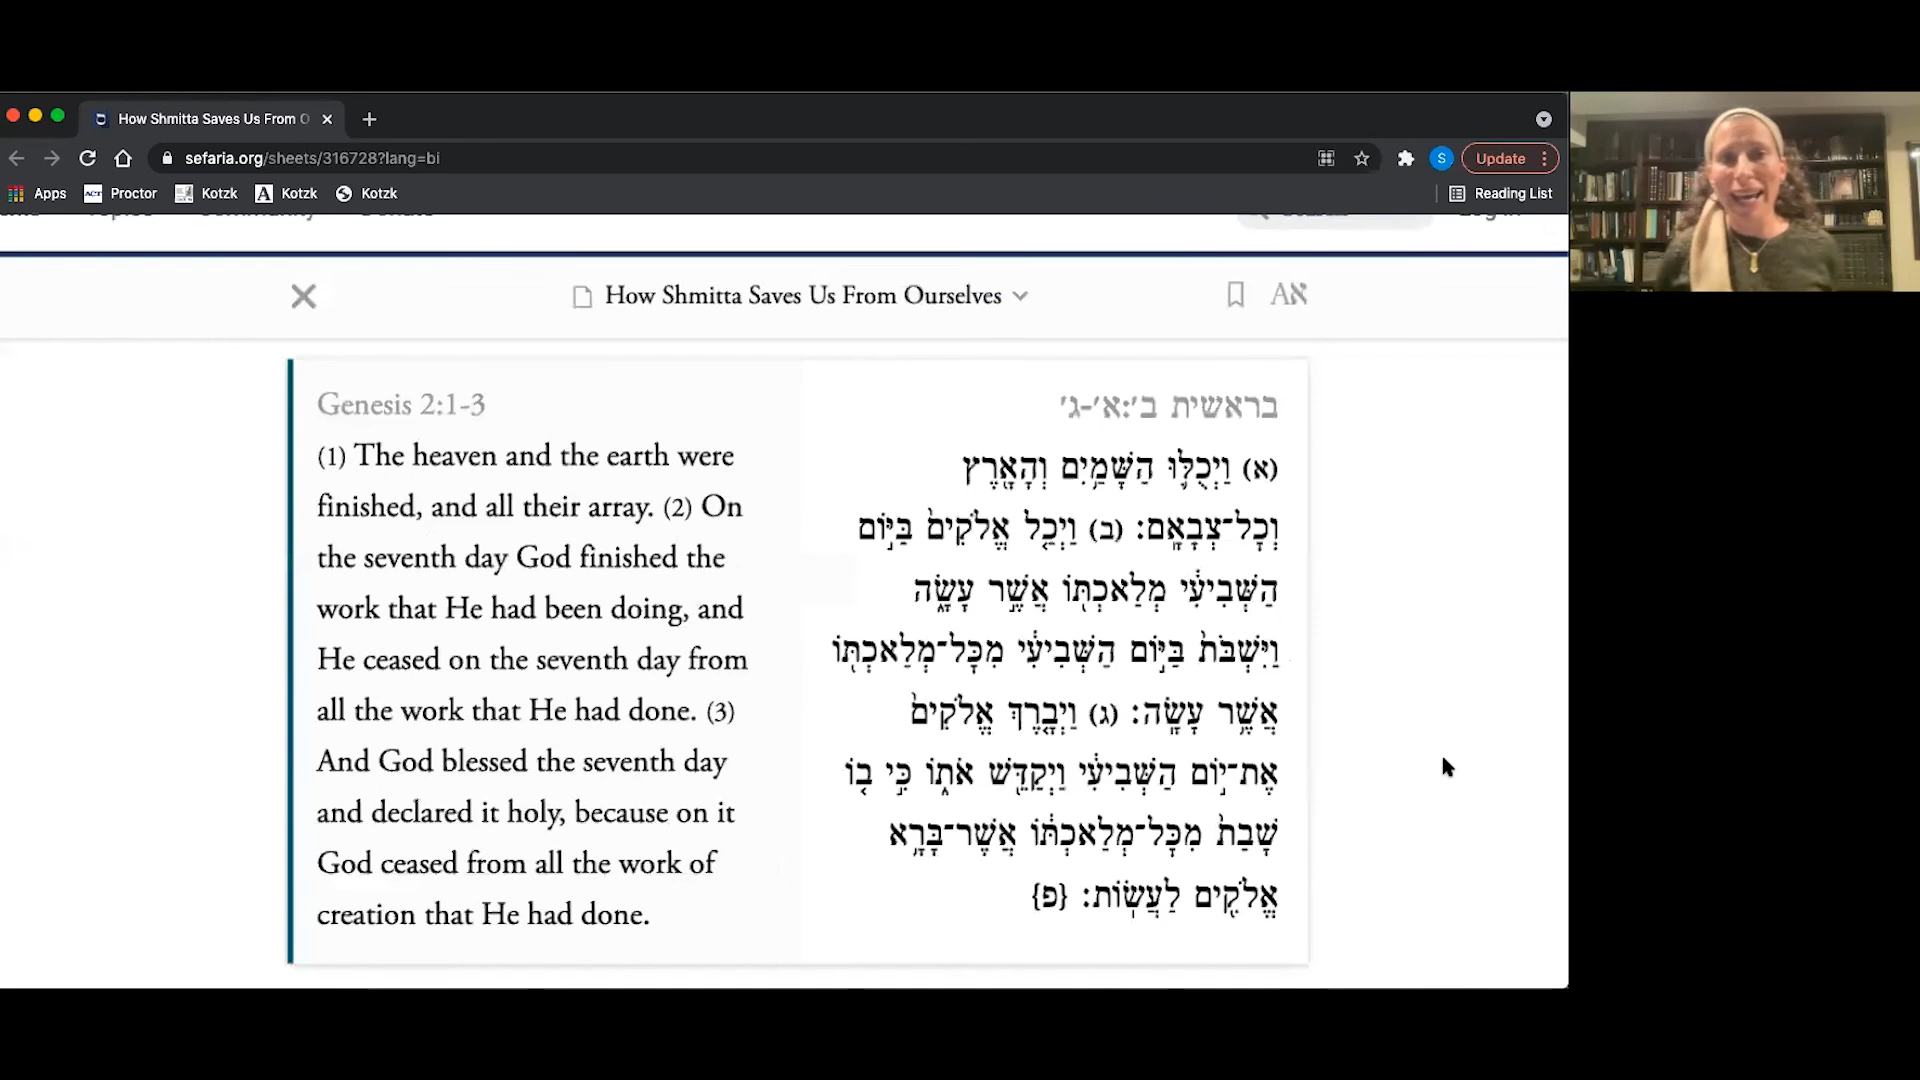 How Shmitta Saves Us From O
sefaria.org/sheets/316728?lang=bi
S
Update
Apps
ACT Proctor
Kotzk
A Kotzk
Kotzk
Reading List
How Shmitta Saves Us From Ourselves
Aא
Genesis 2:1-3
(1) The heaven and the earth were
finished, and all their array. (2) On
the seventh day God finished the
work that He had been doing, and
He ceased on the seventh day from
all the work that He had done. (3)
And God blessed the seventh day
and declared it holy, because on it
God ceased from all the work of
creation that He had done.
בראשית ב׳:א׳-ג׳
(א) וַיְכֻלּ֛וּ הַשָּׁמַ֥יִם וְהָאָ֖רֶץ
וְכָל־צְבָאָֽם׃ (ב) וַיְכַ֤ל אֱלֹקִים֙ בַּיּ֣וֹם
הַשְּׁבִיעִ֔י מְלַאכְתּ֖וֹ אֲשֶׁ֣ר עָשָׂ֑ה
וַיִּשְׁבֹּת֙ בַּיּ֣וֹם הַשְּׁבִיעִ֔י מִכָּל־מְלַאכְתּ֖וֹ
אֲשֶׁ֥ר עָשָֽׂה׃ (ג) וַיְבָ֤רֶךְ אֱלֹקִים֙
אֶת־י֣וֹם הַשְּׁבִיעִ֔י וַיְקַדֵּ֖שׁ אֹת֑וֹ כִּ֣י ב֤וֹ
שָׁבַת֙ מִכָּל־מְלַאכְתּ֔וֹ אֲשֶׁר־בָּרָ֥א
אֱלֹקִ֖ים לַעֲשֽׂוֹת׃ {פ}